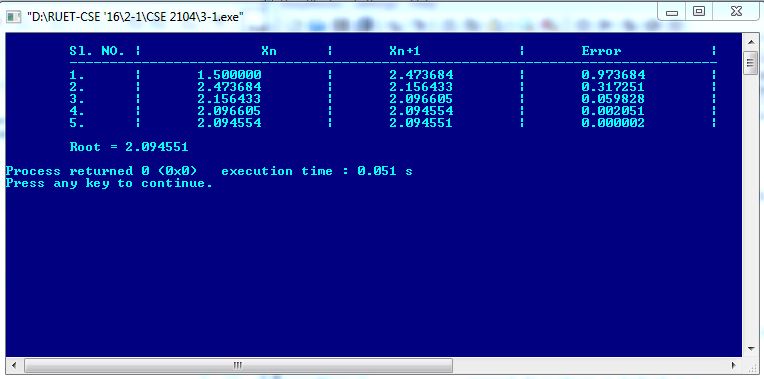 "D:\RUET-CSE '16\2-1\CSE 2104\3-1.exe"
Sl. NO. | Xn | Xn+1 | Error |
1. | 1.500000 | 2.473684 | 0.973684 |
2. | 2.473684 | 2.156433 | 0.317251 |
3. | 2.156433 | 2.096605 | 0.059828 |
4. | 2.096605 | 2.094554 | 0.002051 |
5. | 2.094554 | 2.094551 | 0.000002 |
Root = 2.094551
Process returned 0 (0x0) execution time : 0.051 s
Press any key to continue.